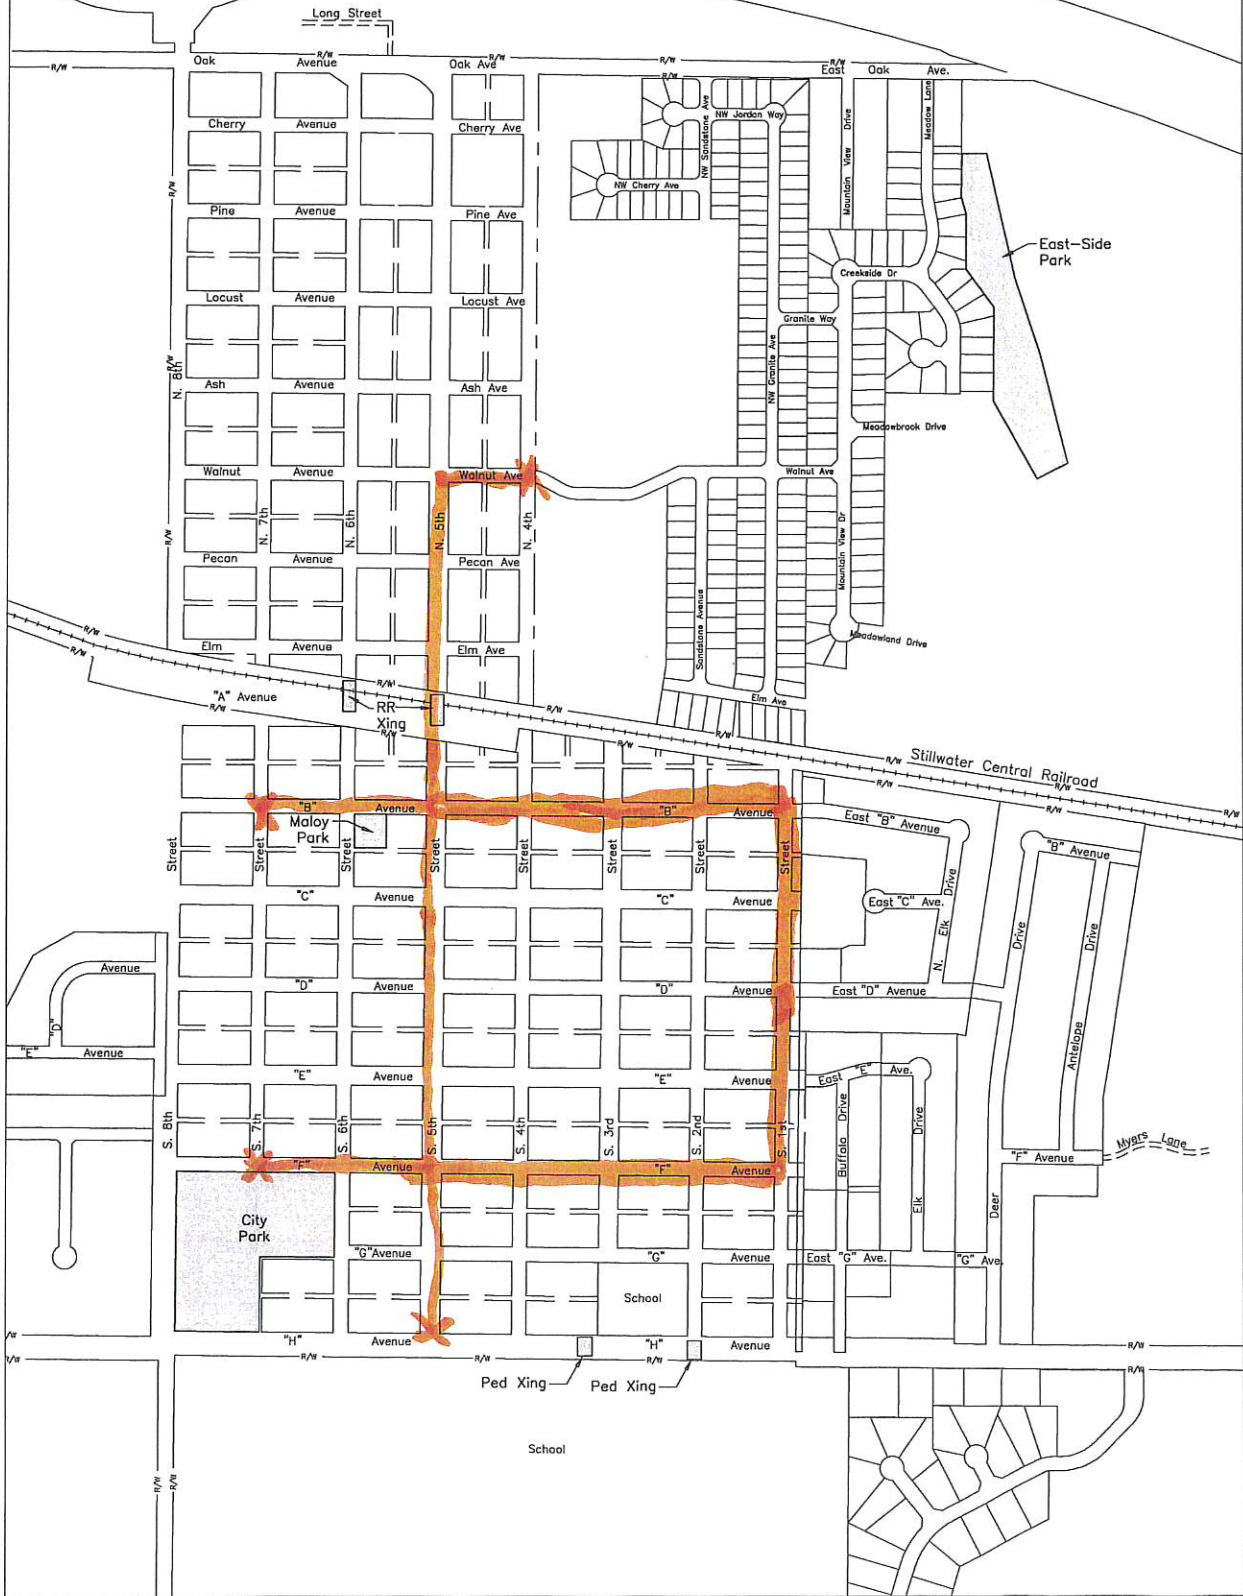 Long Street
R/W
R/W
R/W
R/W
R/W
R/W
Oak Avenue
Oak Ave
East Oak Ave.
Cherry Avenue
Cherry Ave
NW Sandstone Ave
NW Jordan Way
Mountain View Drive
Meadow Lane
R/W
NW Cherry Ave
Pine Avenue
Pine Ave
East-Side
Park
Creekside Dr
Locust Avenue
Locust Ave
Granite Way
NW Granite Ave
R/W
N. 8th
Ash Avenue
Ash Ave
Meadowbrook Drive
Walnut Avenue
Walnut Ave
Walnut Ave
N. 7th
N. 6th
N. 5th
N. 4th
R/W
Mountain View Dr
Pecan Avenue
Pecan Ave
Sandstone Avenue
R/W
R/W
Elm Avenue
Elm Ave
Meadowland Drive
"A" Avenue
R/W
R/W
RR
Xing
R/W
R/W
R/W
R/W
Elm Ave
Stillwater Central Railroad
R/W
R/W
R/W
R/W
"B" Avenue
"B" Avenue
East "B" Avenue
Maloy
Park
Street
Street
Street
Street
Street
Street
Street
Street
"B" Avenue
"C" Avenue
"C" Avenue
East "C" Ave.
N. Elk Drive
Drive
Drive
Avenue
"D"
"D" Avenue
"D" Avenue
East "D" Avenue
"E" Avenue
Antelope
"E" Avenue
"E" Avenue
East "E" Ave.
S. 8th
S. 7th
S. 6th
S. 5th
S. 4th
S. 3rd
S. 2nd
S. 1st
Buffalo Drive
Elk Drive
Myers Lane
"F" Avenue
"F" Avenue
"F" Avenue
Deer
City
Park
"G" Avenue
"G" Avenue
East "G" Ave.
"G" Ave.
School
"H" Avenue
"H" Avenue
R/W
R/W
R/W
R/W
R/W
R/W
R/W
Ped Xing
Ped Xing
School
R/W
R/W